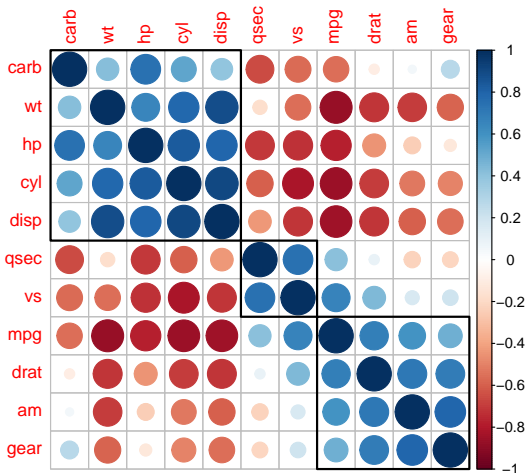 carb wt hp cyl disp qsec vs mpg drat am gear
carb
wt
hp
cyl
disp
qsec
vs
mpg
drat
am
gear
1
0.8
0.6
0.4
0.2
0
−0.2
−0.4
−0.6
−0.8
−1